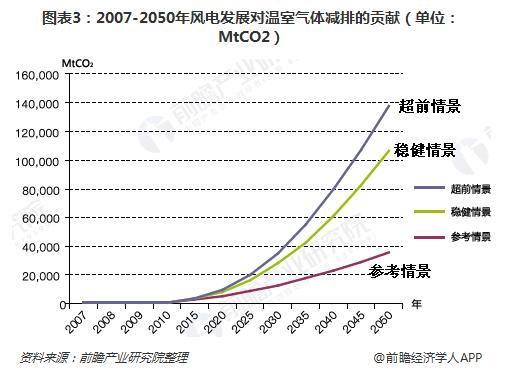 图表3：2007-2050年风电发展对温室气体减排的贡献（单位：
MtCO2）
MtCO₂
160,000
140,000
120,000
100,000
80,000
60,000
40,000
20,000
0
超前情景
稳健情景
参考情景
超前情景
稳健情景
参考情景
2007 2008 2009 2010 2015 2020 2025 2030 2035 2040 2045 2050 年
资料来源：前瞻产业研究院整理
@前瞻经济学人APP